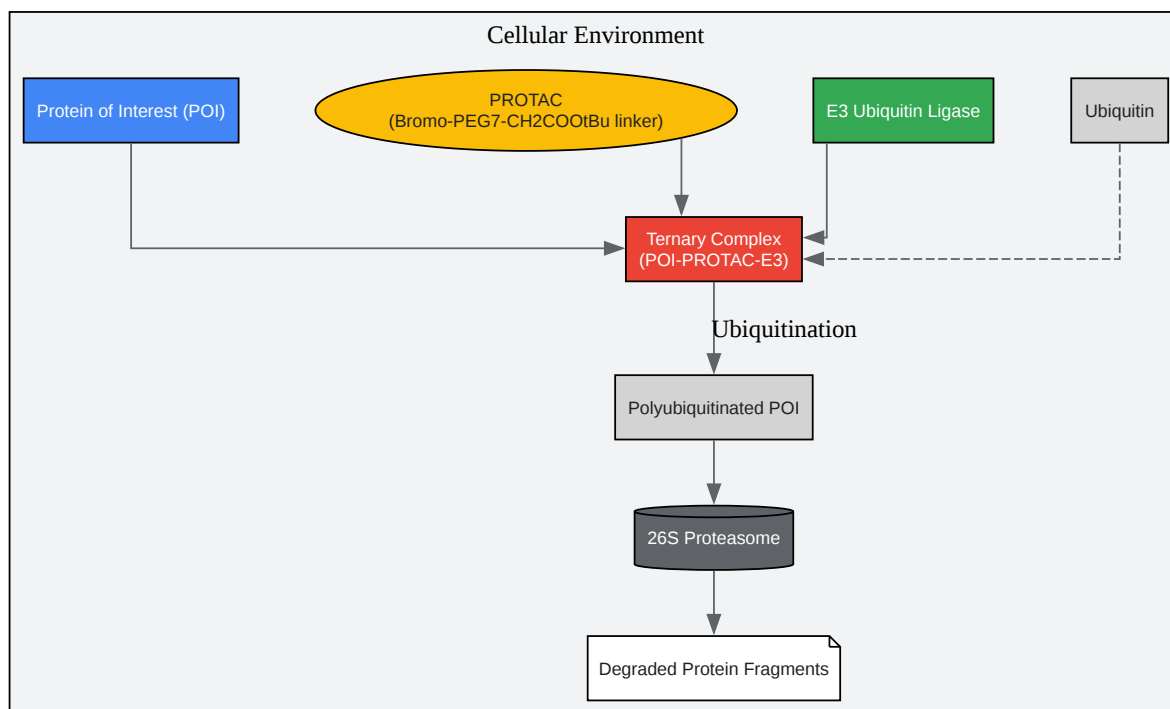 Cellular Environment
Protein of Interest (POI)
PROTAC
(Bromo-PEG7-CH2COOtBu linker)
E3 Ubiquitin Ligase
Ubiquitin
Ternary Complex
(POI-PROTAC-E3)
Ubiquitination
Polyubiquitinated POI
26S Proteasome
Degraded Protein Fragments